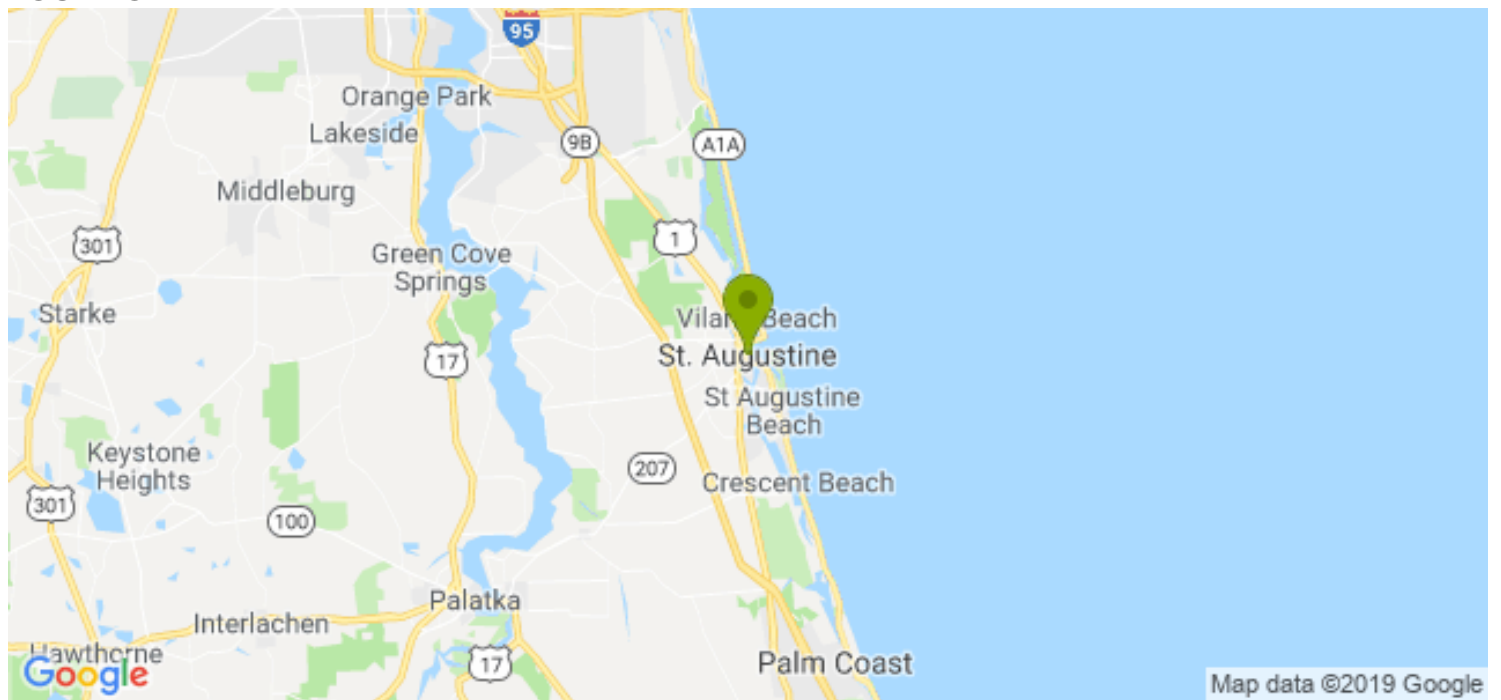 95
Orange Park
Lakeside
9B
A1A
Middleburg
301
1
Green Cove
Springs
Starke
Beach
St. Augustine
17
St Augustine
Beach
Keystone
Heights
207
Crescent Beach
301
100
Palatka
Interlachen
Hawthorne
17
Palm Coast
Google
Map data ©2019 Google